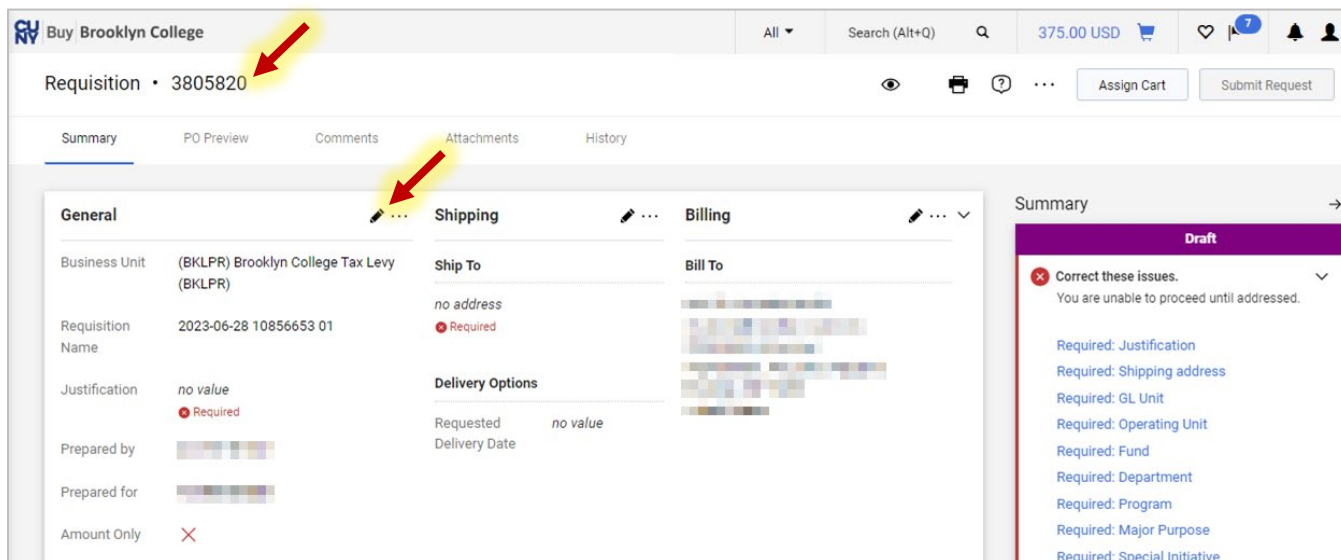 CUNY Buy Brooklyn College All Search (Alt+Q) 375.00 USD 7
Requisition • 3805820 ... Assign Cart Submit Request
Summary PO Preview Comments Attachments History
General ... Shipping ... Billing ...
Business Unit (BKLPR) Brooklyn College Tax Levy
(BKLPR)
Requisition
Name
2023-06-28 10856653 01
Justification no value
Required
Prepared by
Prepared for
Amount Only
Ship To
no address
Required
Delivery Options
Requested
Delivery Date
no value
Bill To
Summary
Draft
Correct these issues.
You are unable to proceed until addressed.
Required: Justification
Required: Shipping address
Required: GL Unit
Required: Operating Unit
Required: Fund
Required: Department
Required: Program
Required: Major Purpose
Required: Special Initiative